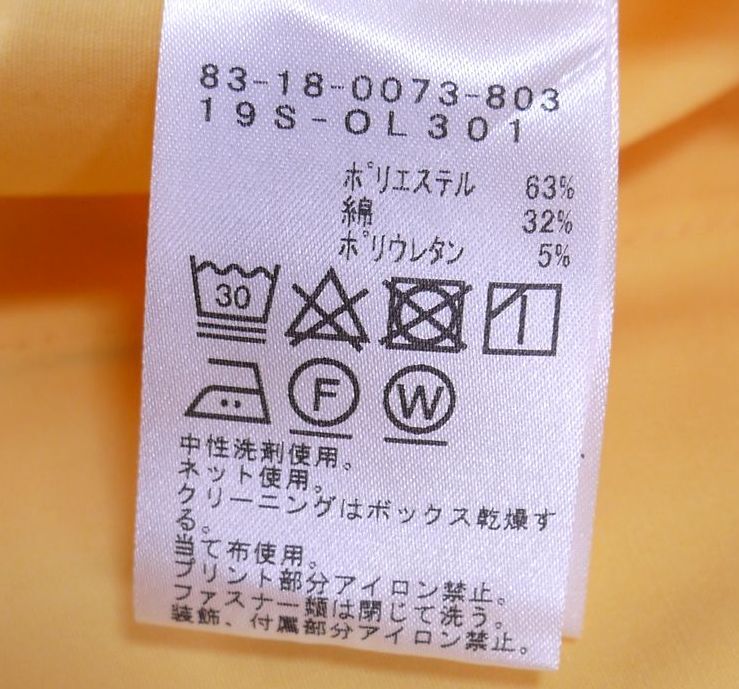 83-18-0073-803
19S-OL301
ポリエステル 63%
綿 32%
ポリウレタン 5%
30
F W
中性洗剤使用。
ネット使用。
クリーニングはボックス乾燥す
る。
当て布使用。
プリント部分アイロン禁止。
ファスナー類は閉じて洗う。
装飾、付属部分アイロン禁止。